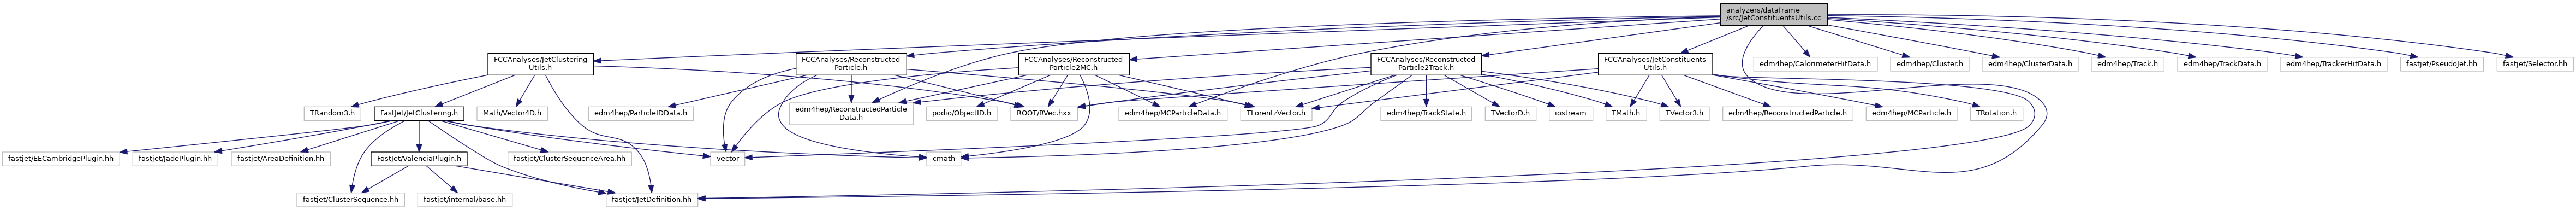 analyzers/dataframe
/src/JetConstituentsUtils.cc
FCCAnalyses/JetClustering
Utils.h
FCCAnalyses/Reconstructed
Particle.h
FCCAnalyses/Reconstructed
Particle2MC.h
FCCAnalyses/Reconstructed
Particle2Track.h
FCCAnalyses/JetConstituents
Utils.h
edm4hep/CalorimeterHitData.h
edm4hep/Cluster.h
edm4hep/ClusterData.h
edm4hep/Track.h
edm4hep/TrackData.h
edm4hep/TrackerHitData.h
fastjet/PseudoJet.hh
fastjet/Selector.hh
TRandom3.h
FastJet/JetClustering.h
Math/Vector4D.h
edm4hep/ParticleIDData.h
edm4hep/ReconstructedParticle
Data.h
podio/ObjectID.h
ROOT/RVec.hxx
edm4hep/MCParticleData.h
TLorentzVector.h
edm4hep/TrackState.h
TVectorD.h
iostream
TMath.h
TVector3.h
edm4hep/ReconstructedParticle.h
edm4hep/MCParticle.h
TRotation.h
fastjet/EECambridgePlugin.hh
fastjet/JadePlugin.hh
fastjet/AreaDefinition.hh
FastJet/ValenciaPlugin.h
fastjet/ClusterSequenceArea.hh
vector
cmath
fastjet/ClusterSequence.hh
fastjet/internal/base.hh
fastjet/JetDefinition.hh